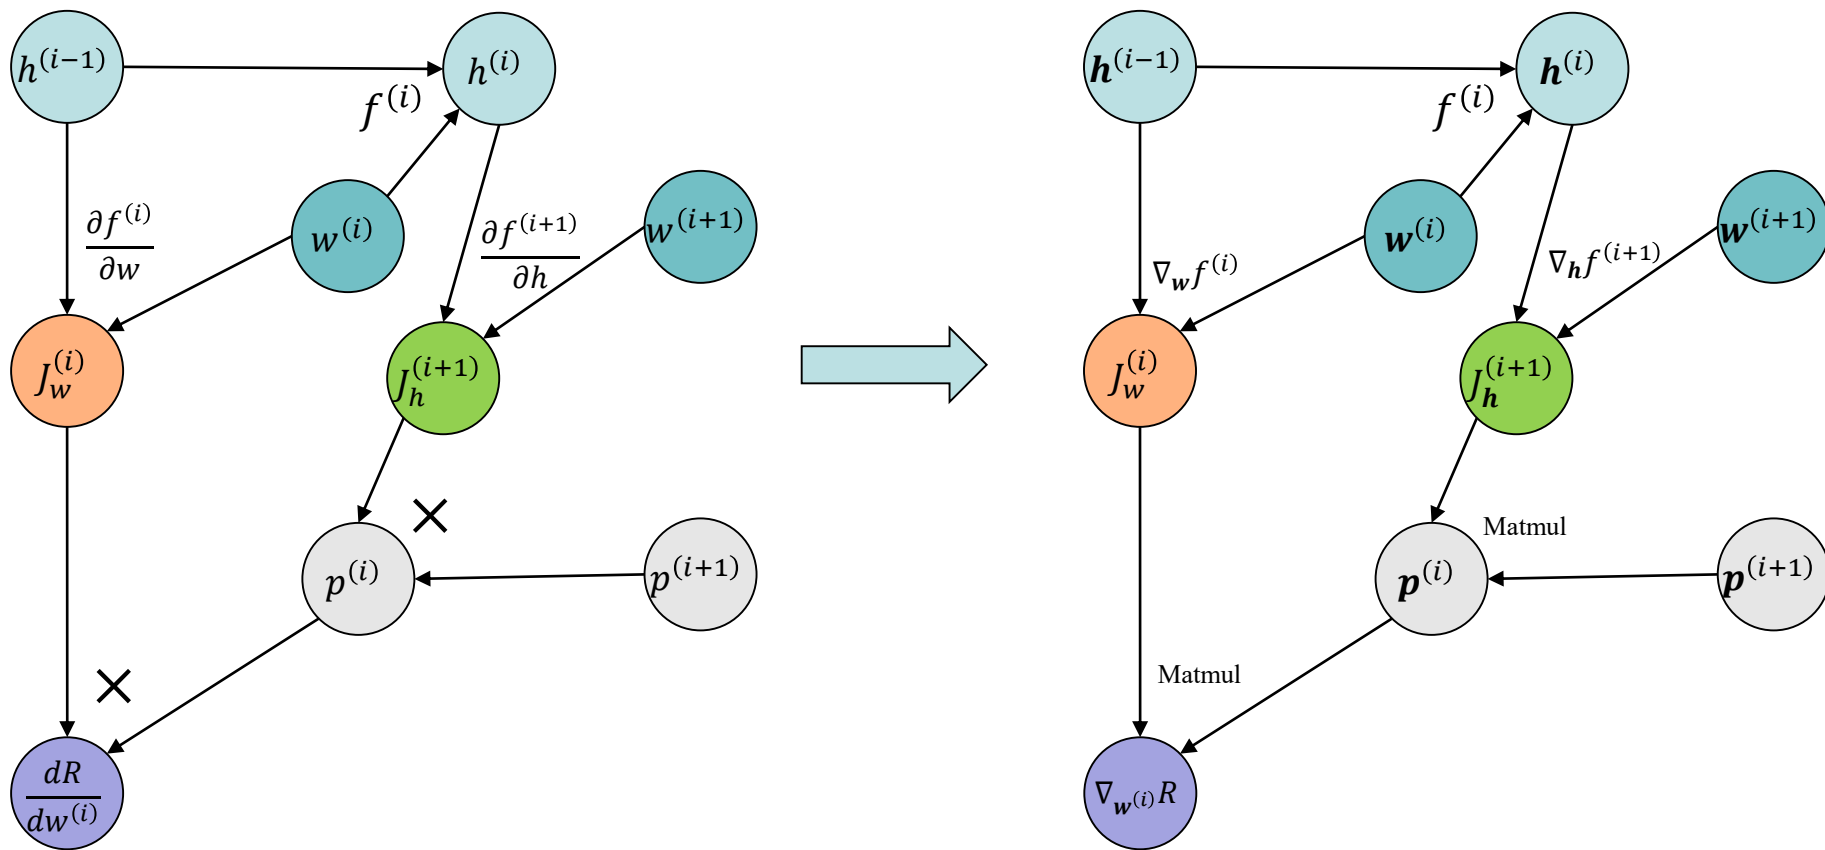 h^{(i−1)}
h^{(i)}
f^{(i)}
w^{(i)}
w^{(i+1)}
∂f^{(i)}/∂w
∂f^{(i+1)}/∂h
J_w^{(i)}
J_h^{(i+1)}
×
p^{(i)}
p^{(i+1)}
×
dR/dw^{(i)}
h^{(i−1)}
h^{(i)}
f^{(i)}
w^{(i)}
w^{(i+1)}
∇_w f^{(i)}
∇_h f^{(i+1)}
J_w^{(i)}
J_h^{(i+1)}
Matmul
p^{(i)}
p^{(i+1)}
Matmul
∇_{w^{(i)}} R